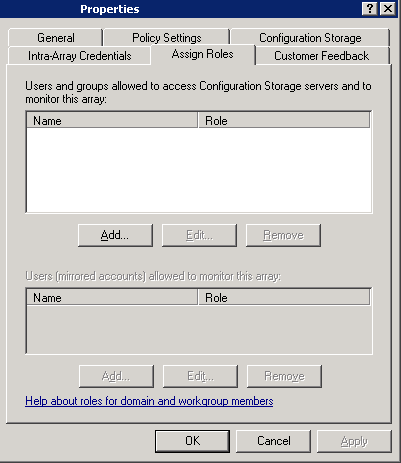 Properties
General Policy Settings Configuration Storage
Intra-Array Credentials Assign Roles Customer Feedback
Users and groups allowed to access Configuration Storage servers and to
monitor this array:
Name Role
Add... Edit... Remove
Users (mirrored accounts) allowed to monitor this array:
Name Role
Add... Edit... Remove
Help about roles for domain and workgroup members
OK Cancel Apply